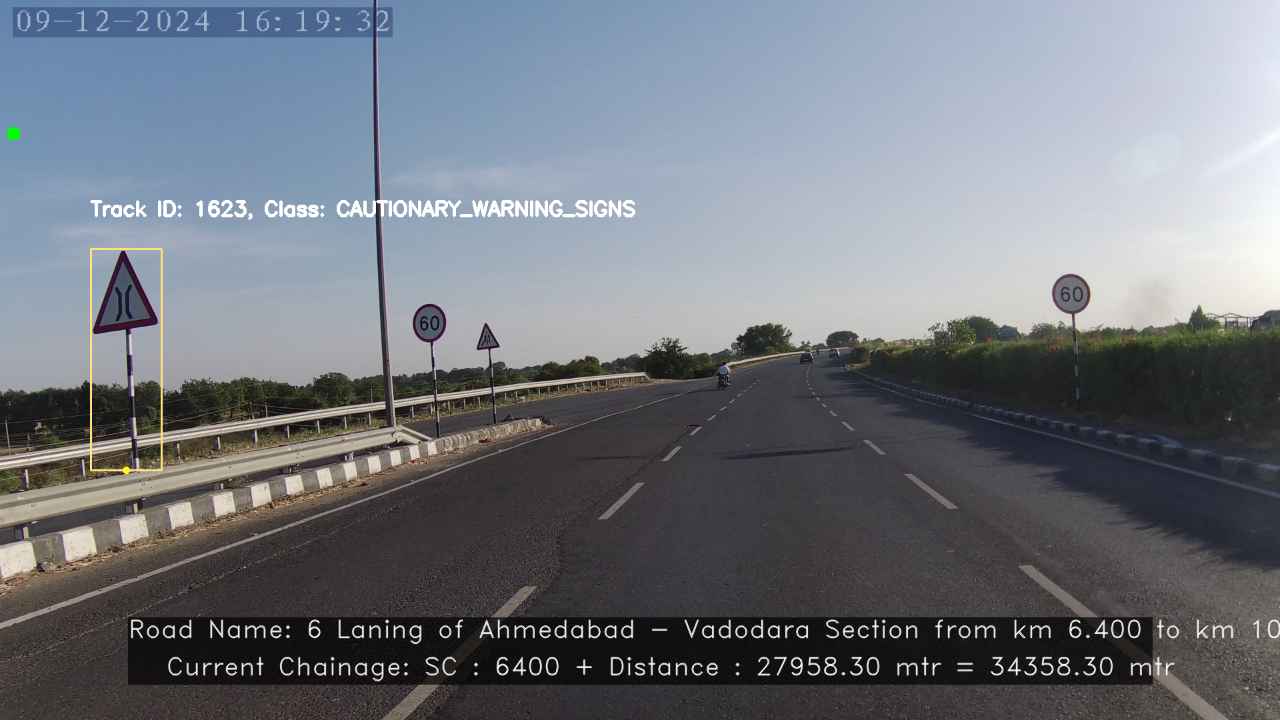 09-12-2024 16:19:32
Track ID: 1623, Class: CAUTIONARY_WARNING_SIGNS
60
60
Road Name: 6 Laning of Ahmedabad - Vadodara Section from km 6.400 to km 10
Current Chainage: SC : 6400 + Distance : 27958.30 mtr = 34358.30 mtr